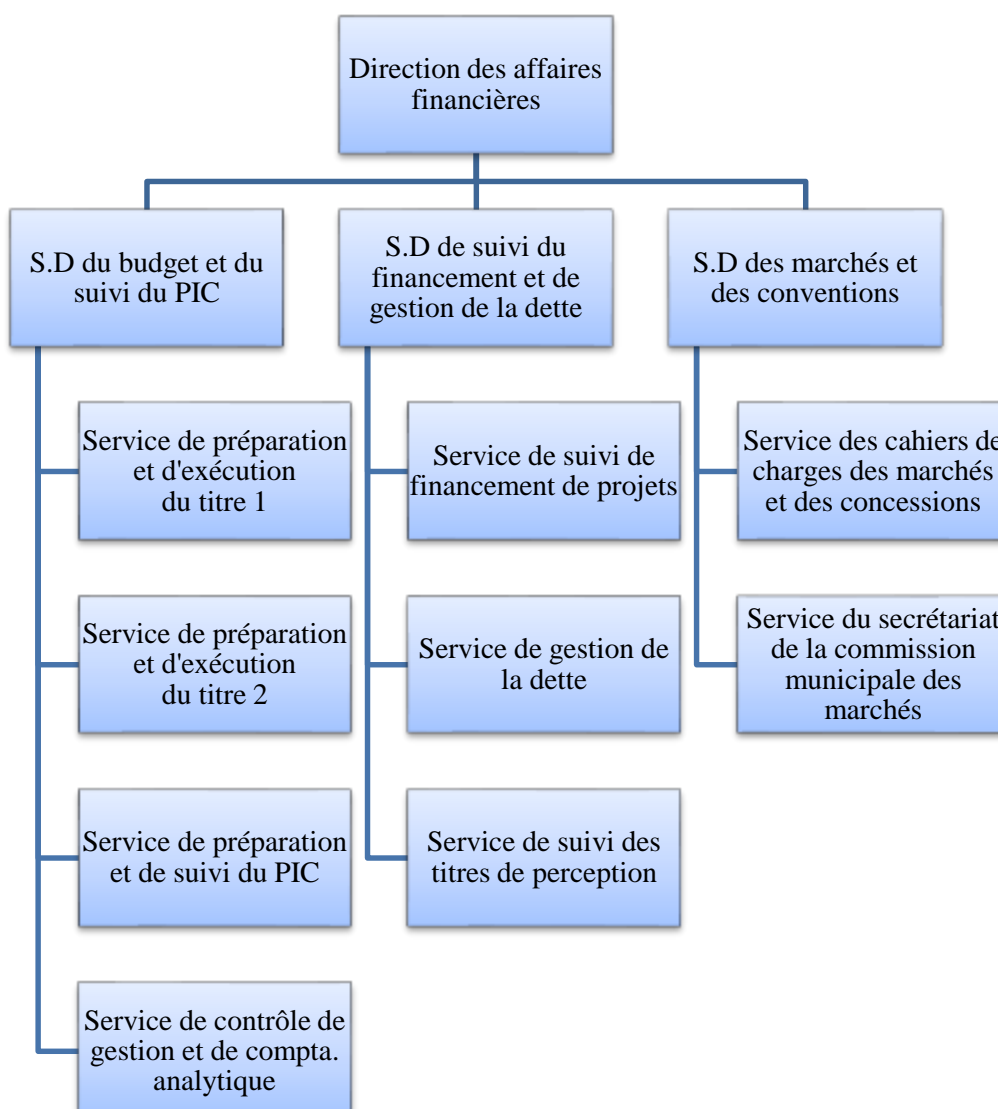 Direction des affaires
financières
S.D du budget et du
suivi du PIC
S.D de suivi du
financement et de
gestion de la dette
S.D des marchés et
des conventions
Service de préparation
et d'exécution
du titre 1
Service de préparation
et d'exécution
du titre 2
Service de préparation
et de suivi du PIC
Service de contrôle de
gestion et de compta.
analytique
Service de suivi de
financement de projets
Service de gestion de
la dette
Service de suivi des
titres de perception
Service des cahiers de
charges des marchés
et des concessions
Service du secrétariat
de la commission
municipale des
marchés